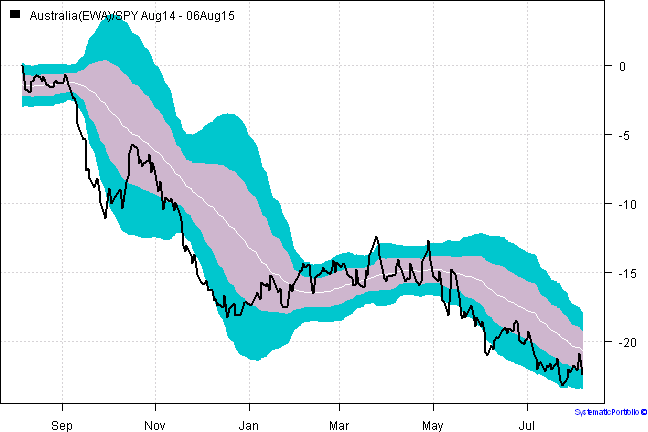 Australia(EWA)/SPY Aug14 - 06Aug15
0
-5
-10
-15
-20
SystematicPortfolio ©
Sep Nov Jan Mar May Jul